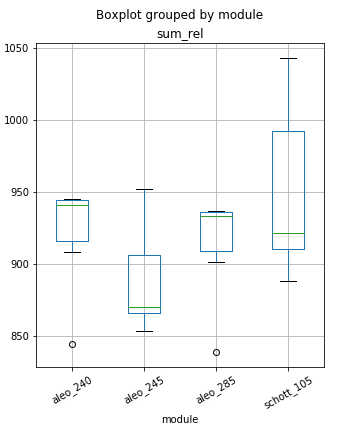 Boxplot grouped by module
sum_rel
1050
1000
950
900
850
aleo_240
aleo_245
aleo_285
schott_105
module